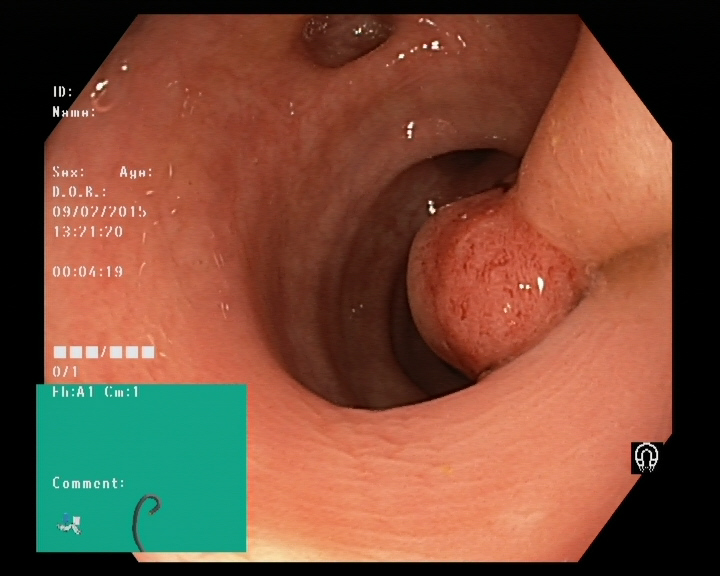 ID:
Name:
Sex: Age:
D.O.B.:
09/02/2015
13:21:20
00:04:19
■■■/■■■
0/1
Eh:A1 Cm:1
Comment: